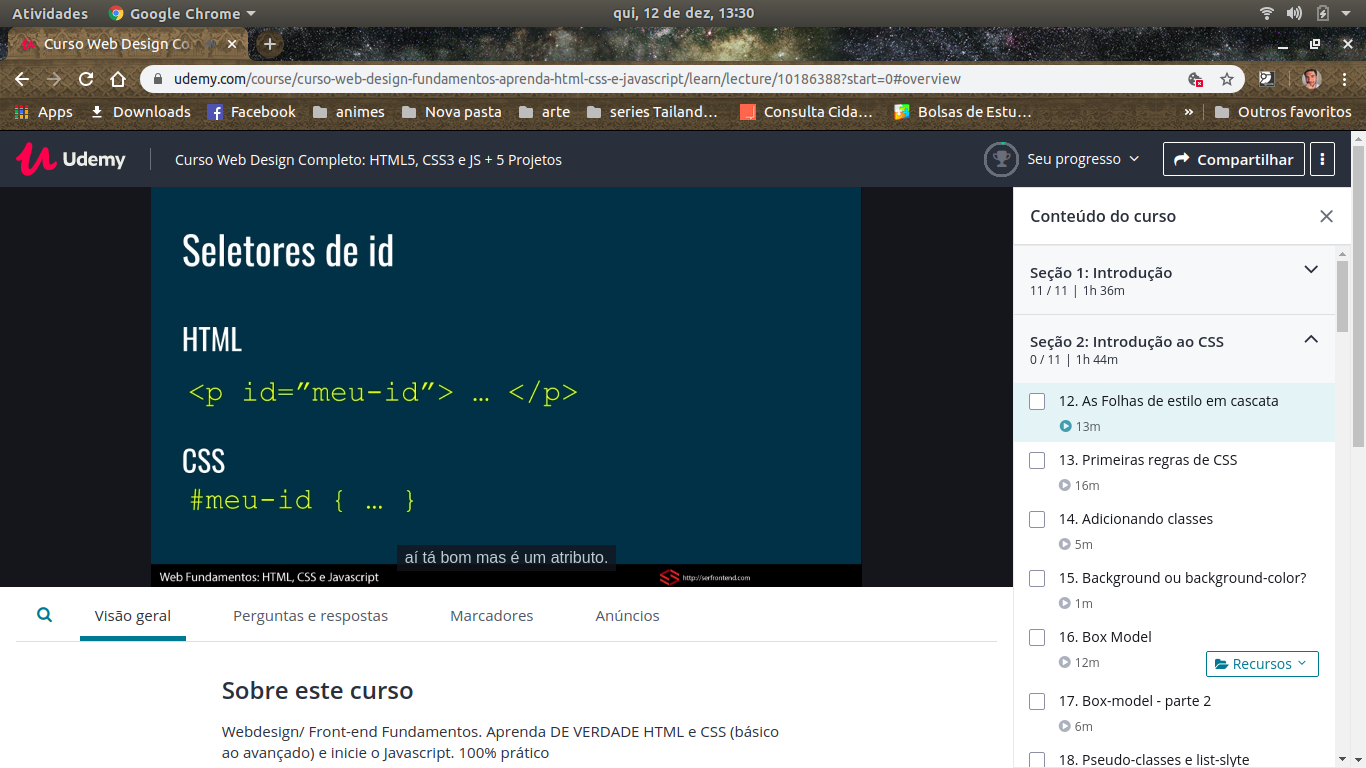 Atividades Google Chrome qui, 12 de dez, 13:30
Curso Web Design Co
udemy.com/course/curso-web-design-fundamentos-aprenda-html-css-e-javascript/learn/lecture/10186388?start=0#overview
Apps Downloads Facebook animes Nova pasta arte series Tailand… Consulta Cida… Bolsas de Estu… » Outros favoritos
Udemy Curso Web Design Completo: HTML5, CSS3 e JS + 5 Projetos Seu progresso Compartilhar
Seletores de id
HTML
<p id=”meu-id”> … </p>
CSS
#meu-id { … }
aí tá bom mas é um atributo.
Web Fundamentos: HTML, CSS e Javascript http://serfrontend.com
Conteúdo do curso
Seção 1: Introdução
11 / 11 | 1h 36m
Seção 2: Introdução ao CSS
0 / 11 | 1h 44m
12. As Folhas de estilo em cascata
13m
13. Primeiras regras de CSS
16m
14. Adicionando classes
5m
15. Background ou background-color?
1m
16. Box Model
12m
Recursos
17. Box-model - parte 2
6m
18. Pseudo-classes e list-slyte
Visão geral Perguntas e respostas Marcadores Anúncios
Sobre este curso
Webdesign/ Front-end Fundamentos. Aprenda DE VERDADE HTML e CSS (básico
ao avançado) e inicie o Javascript. 100% prático